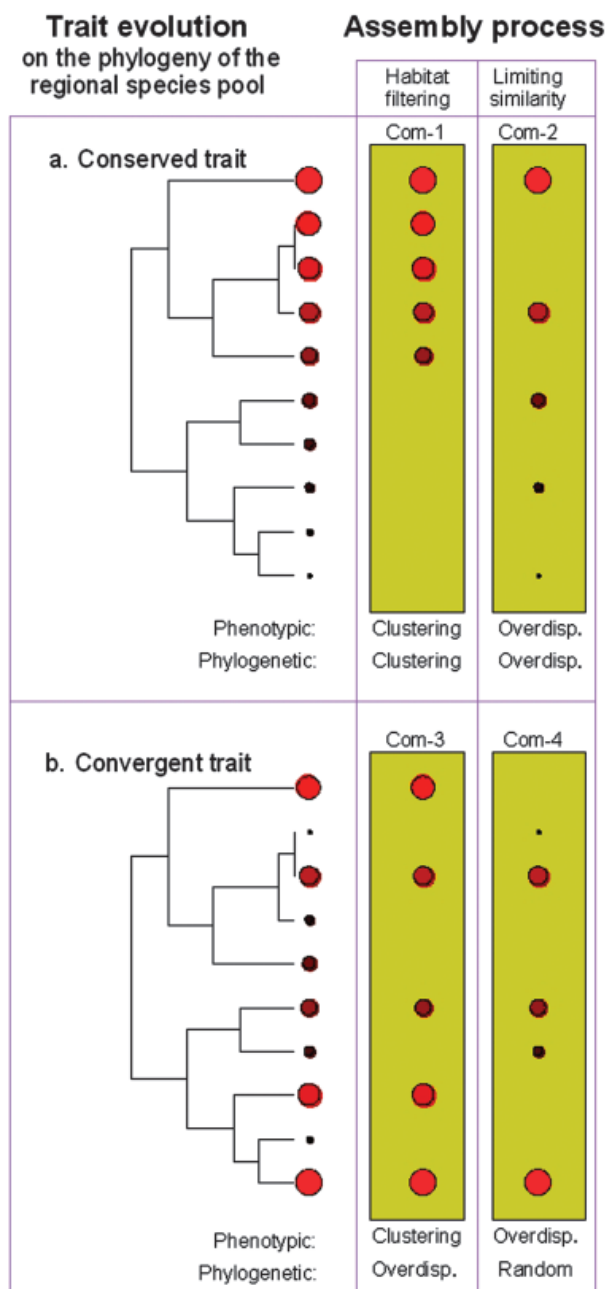 Trait evolution
on the phylogeny of the
regional species pool
Assembly process
Habitat
filtering
Limiting
similarity
a. Conserved trait
Com-1
Com-2
Phenotypic:
Clustering
Overdisp.
Phylogenetic:
Clustering
Overdisp.
b. Convergent trait
Com-3
Com-4
Phenotypic:
Clustering
Overdisp.
Phylogenetic:
Overdisp.
Random